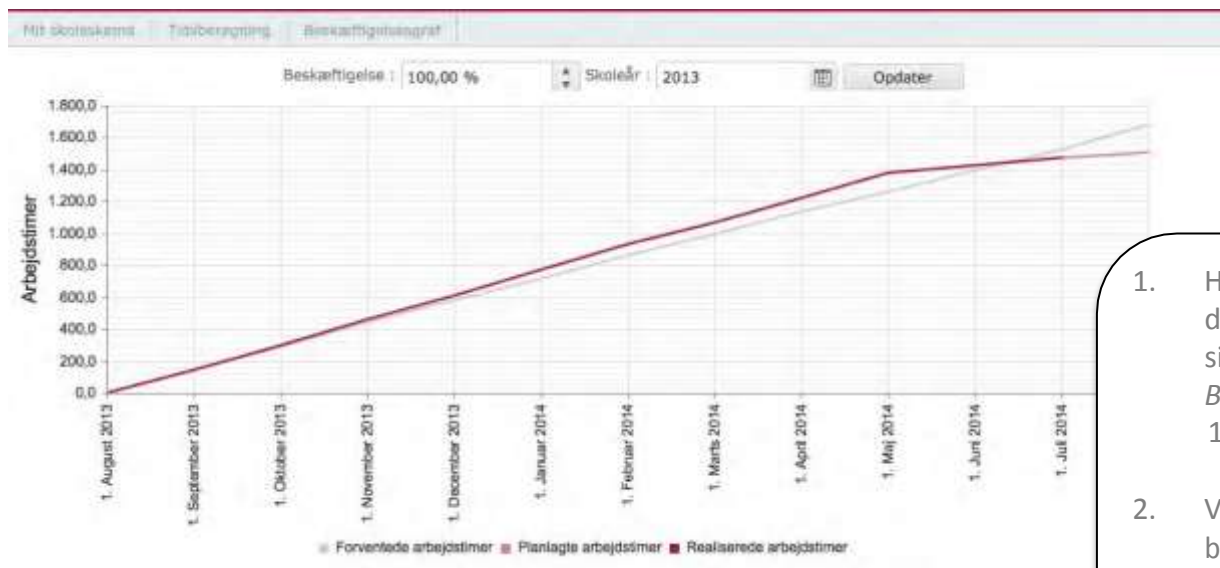 Mit skoleskema Tidsberegning Beskæftigelsesgraf
Beskæftigelse : 100,00 % Skoleår : 2013 Opdater
1.800,0
1.600,0
1.400,0
1.200,0
1.000,0
800,0
600,0
400,0
200,0
0,0
Arbejdstimer
1. August 2013
1. September 2013
1. Oktober 2013
1. November 2013
1. December 2013
1. Januar 2014
1. Februar 2014
1. Marts 2014
1. April 2014
1. Maj 2014
1. Juni 2014
1. Juli 2014
Forventede arbejdstimer Planlagte arbejdstimer Realiserede arbejdstimer
1. H
d
si
B
1
2. V
b